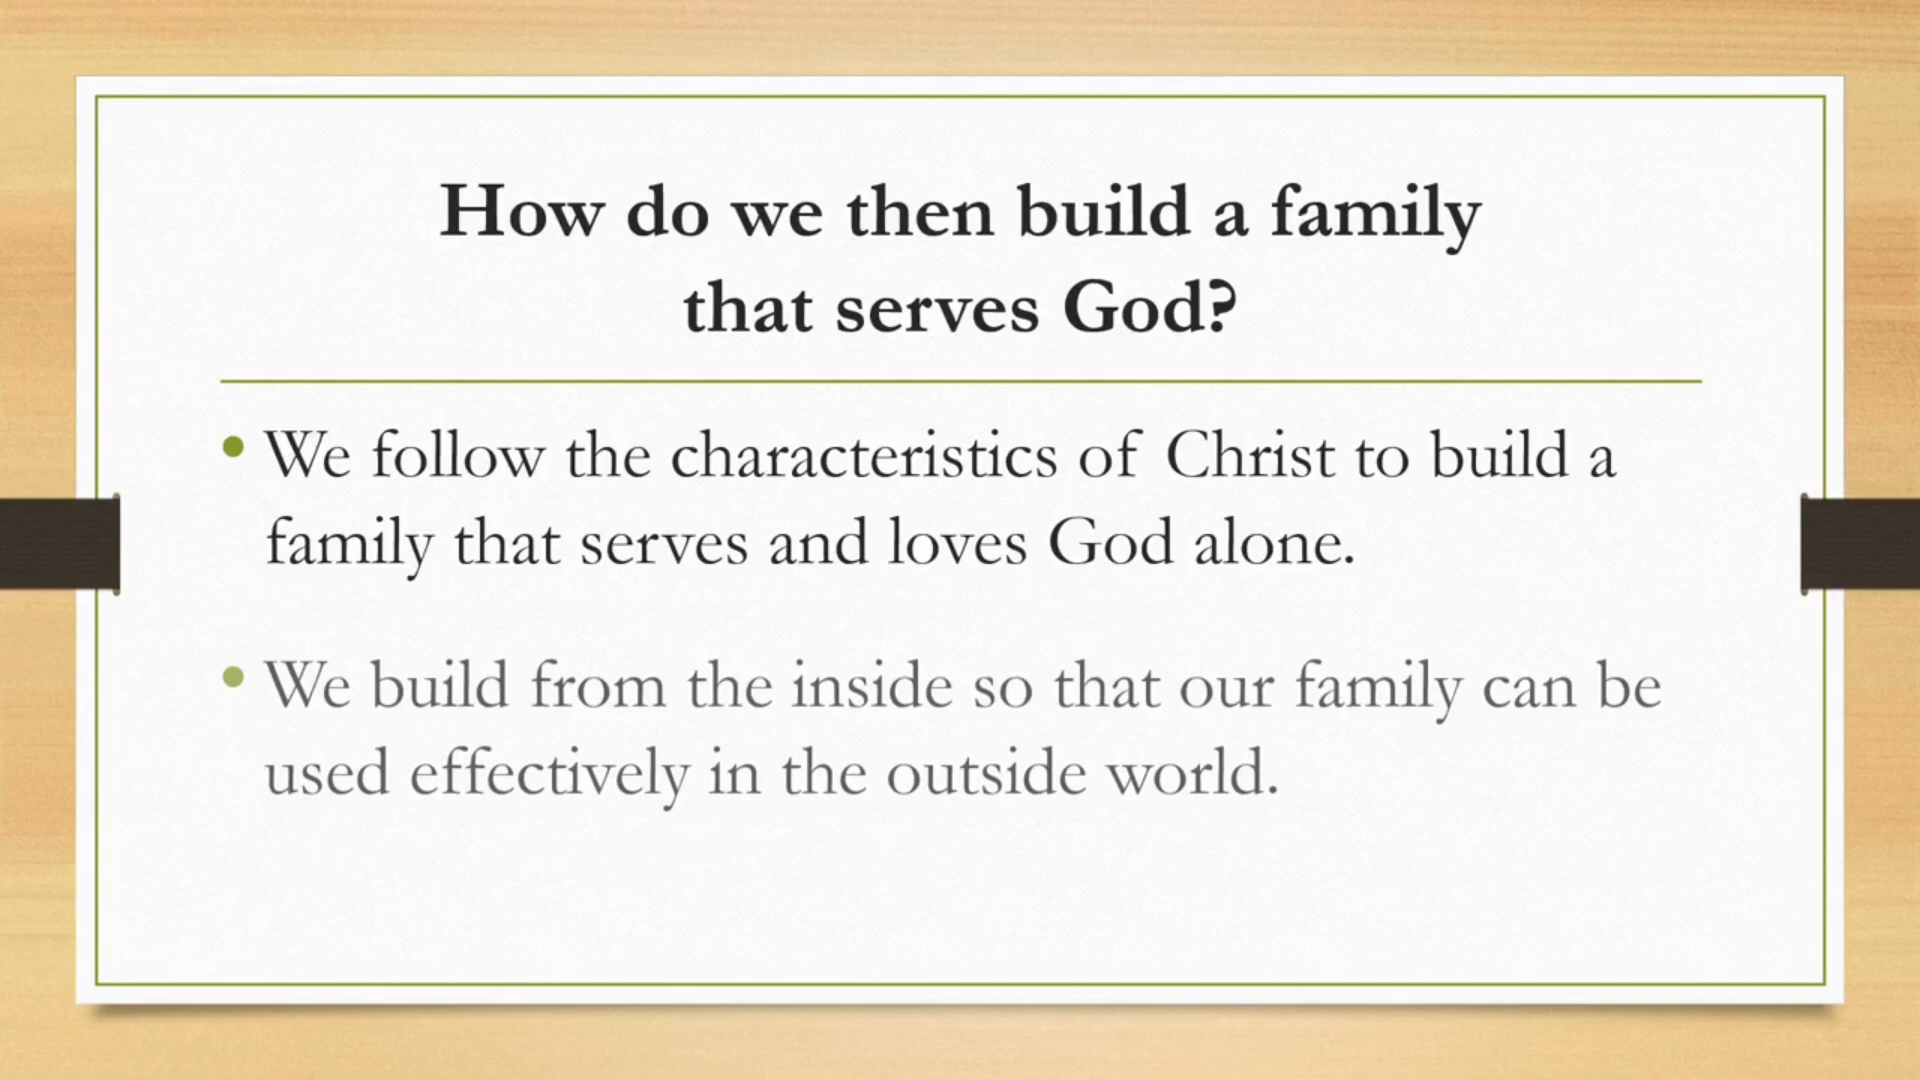 How do we then build a family
that serves God?
• We follow the characteristics of Christ to build a
family that serves and loves God alone.
• We build from the inside so that our family can be
used effectively in the outside world.